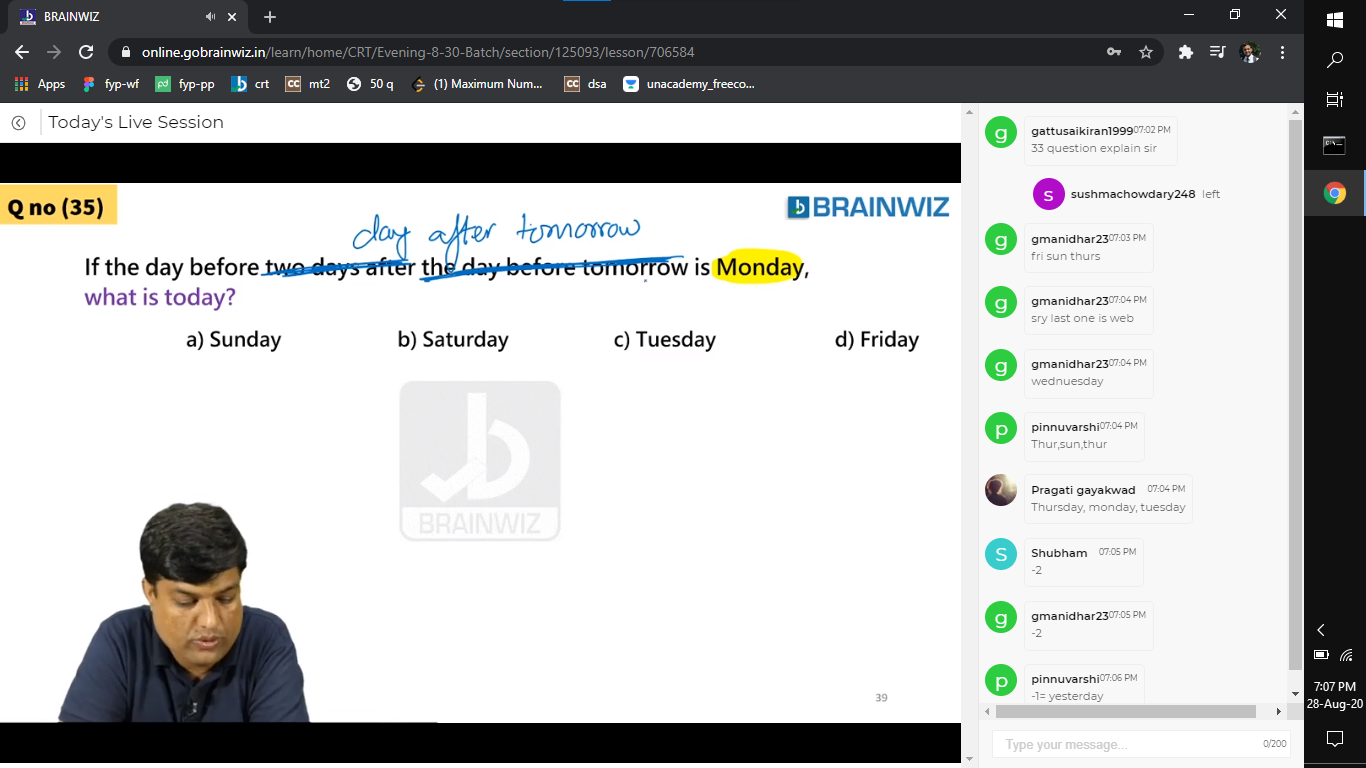 BRAINWIZ
online.gobrainwiz.in/learn/home/CRT/Evening-8-30-Batch/section/125093/lesson/706584
Apps fyp-wf fyp-pp crt mt2 50 q (1) Maximum Num... dsa unacademy_freeco...
Today's Live Session
Q no (35)
BRAINWIZ
day after tomorrow
If the day before two days after the day before tomorrow is Monday,
what is today?
a) Sunday b) Saturday c) Tuesday d) Friday
BRAINWIZ
39
gattusaikiran1999 07:02 PM
33 question explain sir
sushmachowdary248 left
gmanidhar23 07:03 PM
fri sun thurs
gmanidhar23 07:04 PM
sry last one is web
gmanidhar23 07:04 PM
wednuesday
pinnuvarshi 07:04 PM
Thur,sun,thur
Pragati gayakwad 07:04 PM
Thursday, monday, tuesday
Shubham 07:05 PM
-2
gmanidhar23 07:05 PM
-2
pinnuvarshi 07:06 PM
-1= yesterday
Type your message... 0/200
7:07 PM
28-Aug-20